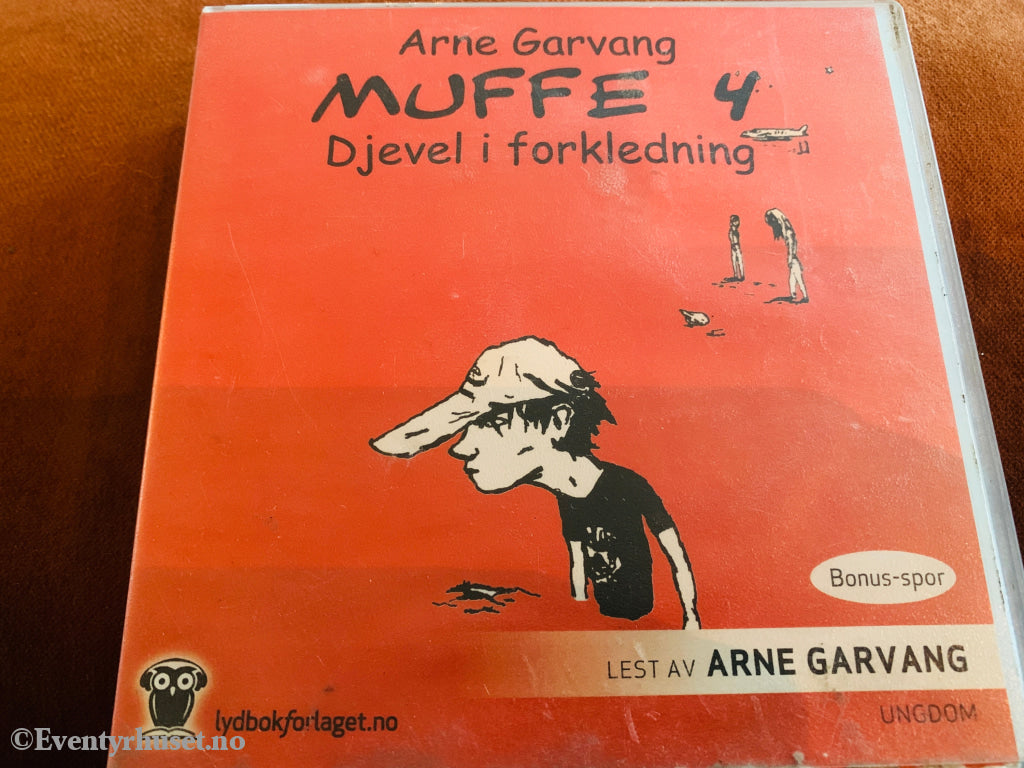 Arne Garvang
MUFFE 4
Djevel i forkledning
Bonus-spor
LEST AV ARNE GARVANG
UNGDOM
lydbokforlaget.no
©Eventyrhuset.no